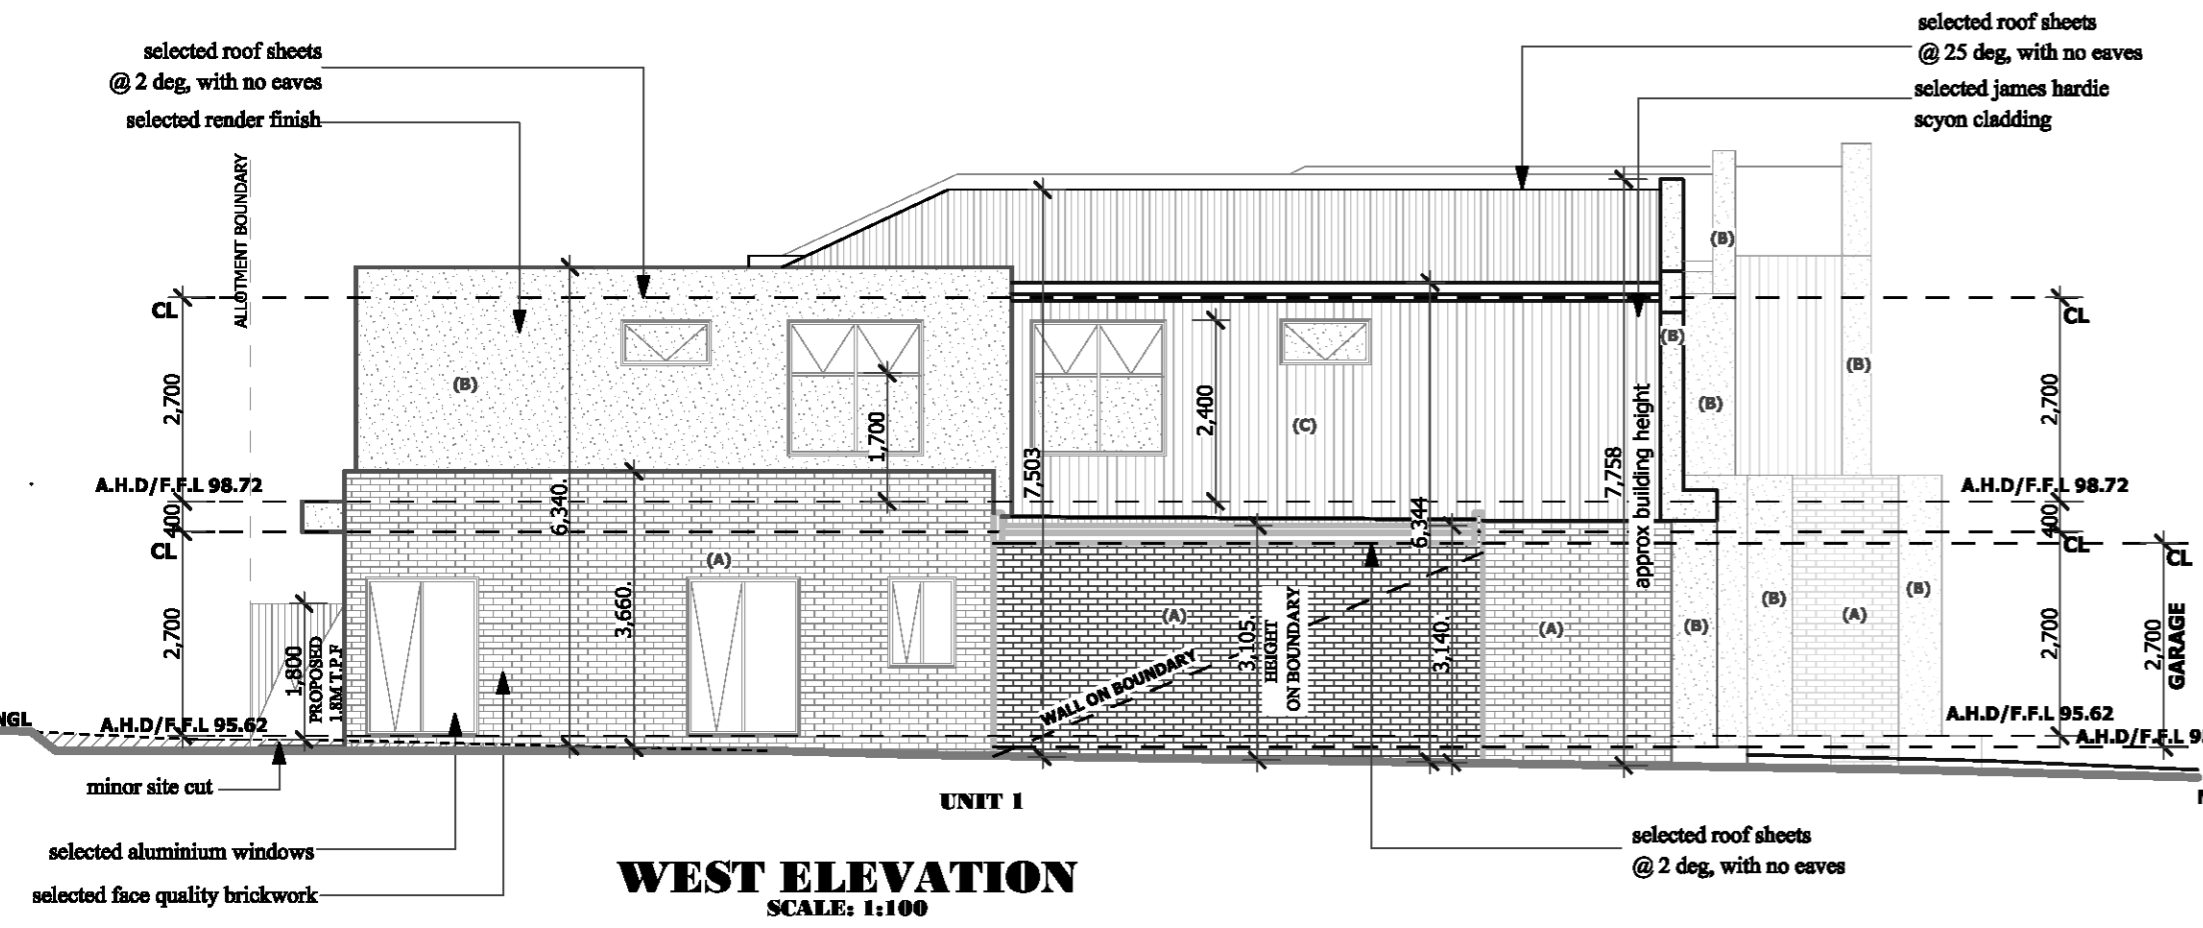 selected roof sheets
@ 2 deg, with no eaves
selected render finish
selected roof sheets
@ 25 deg, with no eaves
selected james hardie
scyon cladding
ALLOTMENT BOUNDARY
CL
2,700
A.H.D/F.F.L 98.72
400
CL
2,700
A.H.D/F.F.L 95.62
NGL
1,800
PROPOSED
1.8M T.P.F
minor site cut
selected aluminium windows
selected face quality brickwork
(B)
(A)
6,340.
3,660.
1,700
7,503
2,400
(C)
6,344
7,758
approx building height
(A)
WALL ON BOUNDARY
3,105.
HEIGHT
ON BOUNDARY
3,140.
(A)
(B)
(B)
(B)
(B)
(B)
(B)
(A)
(B)
CL
2,700
A.H.D/F.F.L 98.72
400
CL
2,700
A.H.D/F.F.L 95.62
CL
2,700
GARAGE
A.H.D/F.F.L 9
UNIT 1
WEST ELEVATION
SCALE: 1:100
selected roof sheets
@ 2 deg, with no eaves